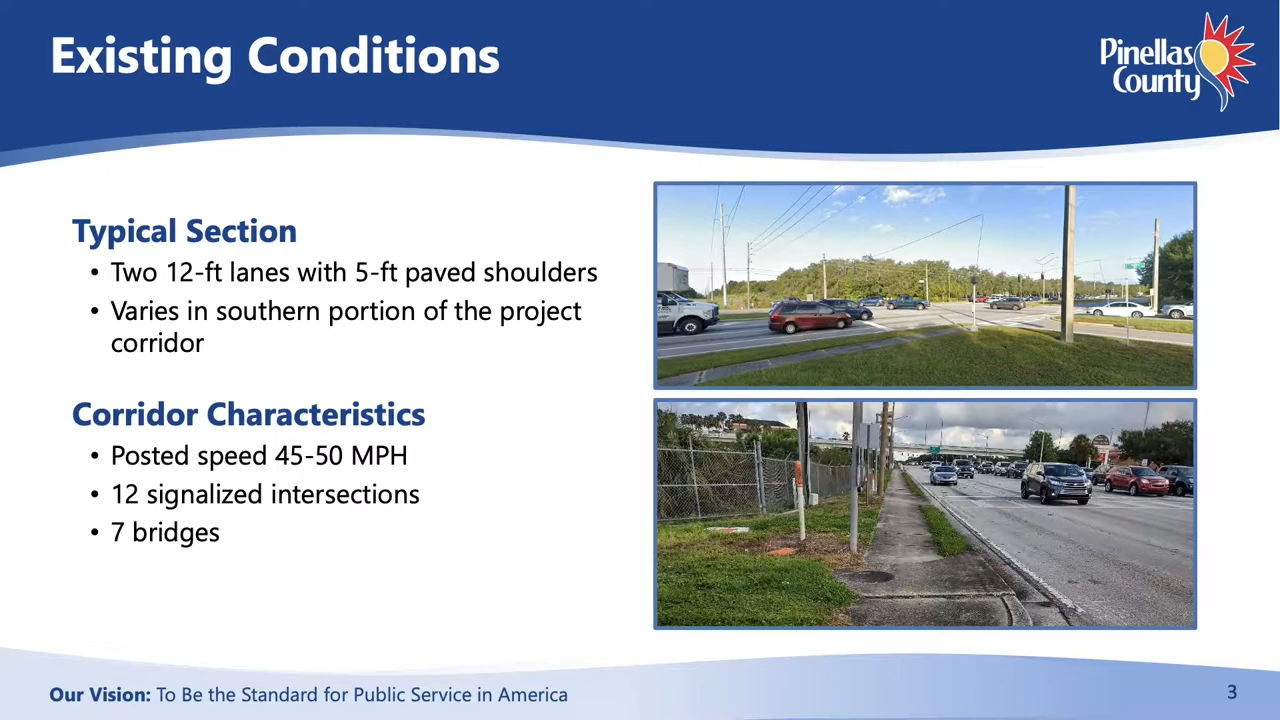 Existing Conditions
Pinellas
County
Typical Section
• Two 12-ft lanes with 5-ft paved shoulders
• Varies in southern portion of the project
corridor
Corridor Characteristics
• Posted speed 45-50 MPH
• 12 signalized intersections
• 7 bridges
Our Vision: To Be the Standard for Public Service in America
3